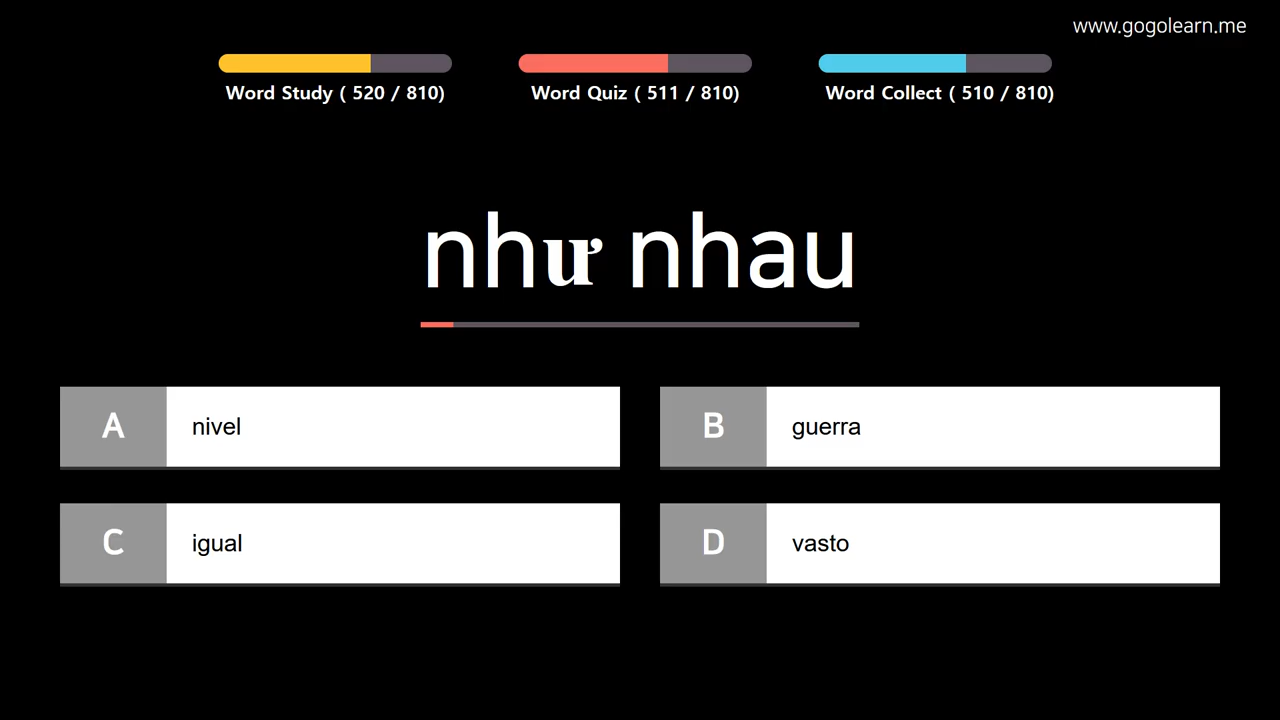 www.gogolearn.me
Word Study ( 520 / 810)
Word Quiz ( 511 / 810)
Word Collect ( 510 / 810)
như nhau
A nivel
B guerra
C igual
D vasto